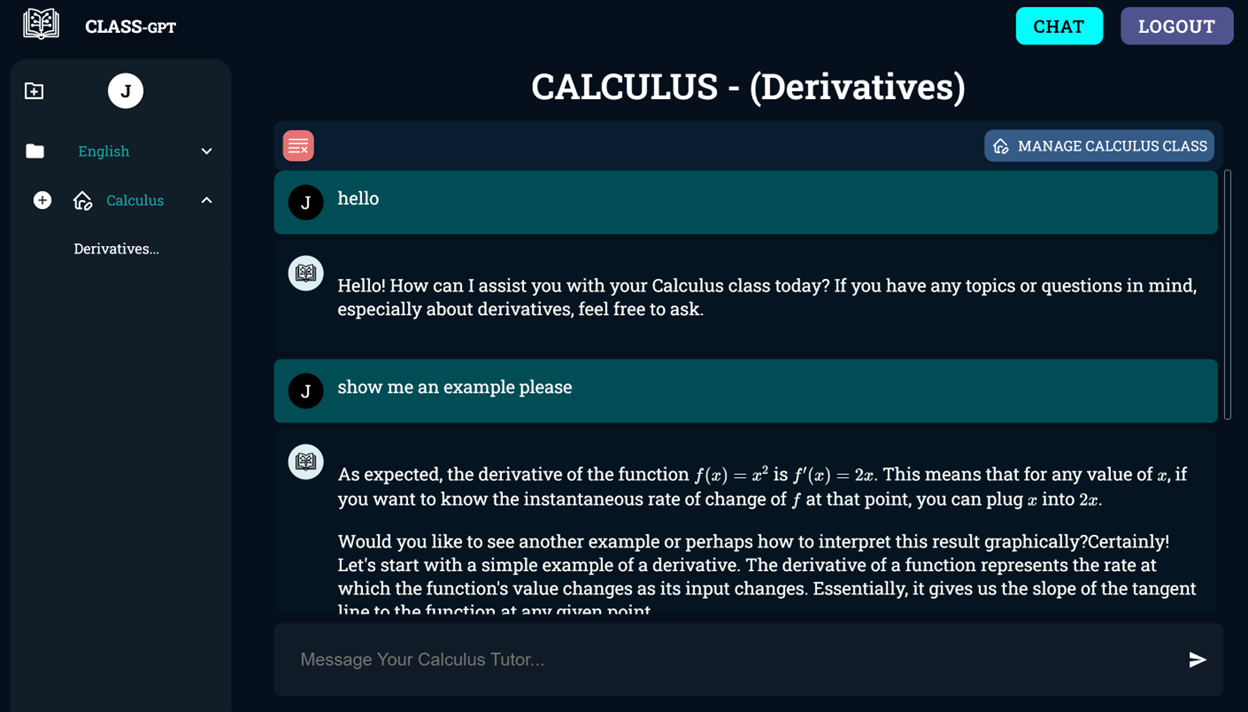 CLASS-GPT
CHAT
LOGOUT
J
English
Calculus
Derivatives...
CALCULUS - (Derivatives)
MANAGE CALCULUS CLASS
J
hello
Hello! How can I assist you with your Calculus class today? If you have any topics or questions in mind,
especially about derivatives, feel free to ask.
J
show me an example please
As expected, the derivative of the function f(x) = x² is f′(x) = 2x. This means that for any value of x, if
you want to know the instantaneous rate of change of f at that point, you can plug x into 2x.
Would you like to see another example or perhaps how to interpret this result graphically?Certainly!
Let's start with a simple example of a derivative. The derivative of a function represents the rate at
which the function's value changes as its input changes. Essentially, it gives us the slope of the tangent
line to the function at any given point.
Message Your Calculus Tutor...